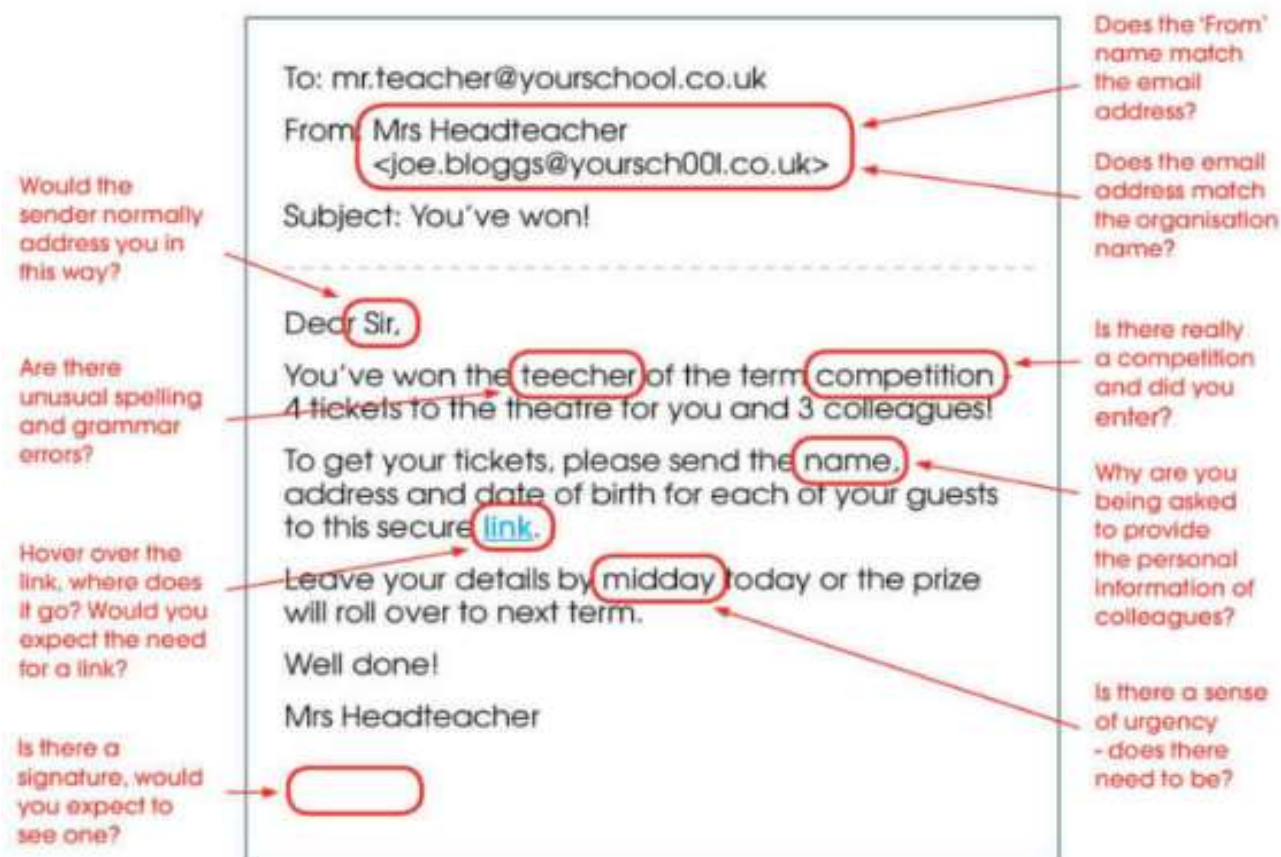 To: mr.teacher@yourschool.co.uk
From: Mrs Headteacher
<joe.bloggs@yoursch00l.co.uk>
Subject: You've won!
Dear Sir,
You've won the teecher of the term competition -
4 tickets to the theatre for you and 3 colleagues!
To get your tickets, please send the name,
address and date of birth for each of your guests
to this secure link.
Leave your details by midday today or the prize
will roll over to next term.
Well done!
Mrs Headteacher
Would the
sender normally
address you in
this way?
Are there
unusual spelling
and grammar
errors?
Hover over the
link, where does
it go? Would you
expect the need
for a link?
Is there a
signature, would
you expect to
see one?
Does the 'From'
name match
the email
address?
Does the email
address match
the organisation
name?
Is there really
a competition
and did you
enter?
Why are you
being asked
to provide
the personal
information of
colleagues?
Is there a sense
of urgency
- does there
need to be?